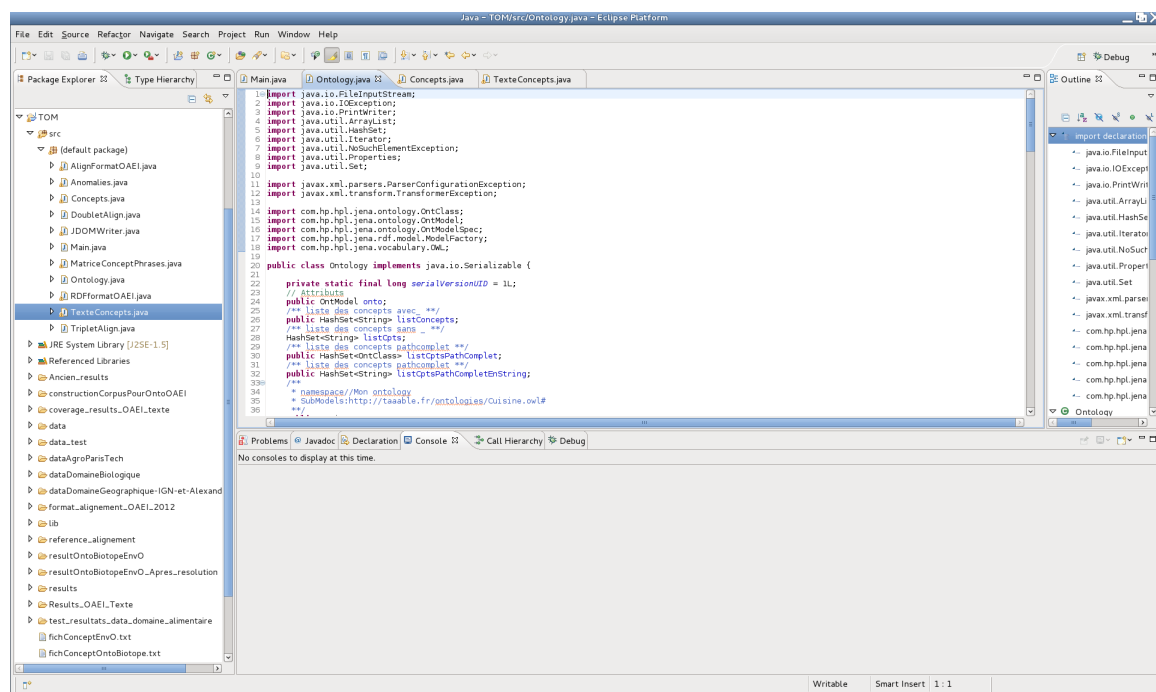 Java – TOM/src/Ontology.java – Eclipse Platform
File Edit Source Refactor Navigate Search Project Run Window Help
Debug
Package Explorer Type Hierarchy
TOM
src
(default package)
AlignFormatOAEI.java
Anomalies.java
Concepts.java
DoubletAlign.java
JDOMWriter.java
Main.java
MatriceConceptPhrases.java
Ontology.java
RDFformatOAEI.java
TexteConcepts.java
TripletAlign.java
JRE System Library [J2SE-1.5]
Referenced Libraries
Ancien_results
constructionCorpusPourOntoOAEI
coverage_results_OAEI_texte
data
data_test
dataAgroParisTech
dataDomaineBiologique
dataDomaineGeographique-IGN-et-Alexand
format_alignement_OAEI_2012
lib
reference_alignement
resultOntoBiotopeEnvO
resultOntoBiotopeEnvO_Apres_resolution
results
Results_OAEI_Texte
test_resultats_data_domaine_alimentaire
fichConceptEnvO.txt
fichConceptOntoBiotope.txt
Main.java Ontology.java Concepts.java TexteConcepts.java
1 import java.io.FileInputStream;
2 import java.io.IOException;
3 import java.io.PrintWriter;
4 import java.util.ArrayList;
5 import java.util.HashSet;
6 import java.util.Iterator;
7 import java.util.NoSuchElementException;
8 import java.util.Properties;
9 import java.util.Set;
10
11 import javax.xml.parsers.ParserConfigurationException;
12 import javax.xml.transform.TransformerException;
13
14 import com.hp.hpl.jena.ontology.OntClass;
15 import com.hp.hpl.jena.ontology.OntModel;
16 import com.hp.hpl.jena.ontology.OntModelSpec;
17 import com.hp.hpl.jena.rdf.model.ModelFactory;
18 import com.hp.hpl.jena.vocabulary.OWL;
19
20 public class Ontology implements java.io.Serializable {
21
22 private static final long serialVersionUID = 1L;
23 // Attributs
24 public OntModel onto;
25 /** liste des concepts avec_ **/
26 public HashSet<String> listConcepts;
27 /** liste des concepts sans _ **/
28 HashSet<String> listCpts;
29 /** liste des concepts pathcomplet **/
30 public HashSet<OntClass> listCptsPathComplet;
31 /** liste des concepts pathcomplet **/
32 public HashSet<String> listCptsPathCompletEnString;
33 /**
34 * namespace//Mon ontology
35 * SubModels:http://taaable.fr/ontologies/Cuisine.owl#
36 **/
Outline
import declaration
java.io.FileInput
java.io.IOExcept
java.io.PrintWrit
java.util.ArrayLi
java.util.HashSe
java.util.Iterator
java.util.NoSuch
java.util.Propert
java.util.Set
javax.xml.parser
javax.xml.transf
com.hp.hpl.jena
com.hp.hpl.jena
com.hp.hpl.jena
com.hp.hpl.jena
com.hp.hpl.jena
Ontology
Problems Javadoc Declaration Console Call Hierarchy Debug
No consoles to display at this time.
Writable Smart Insert 1 : 1